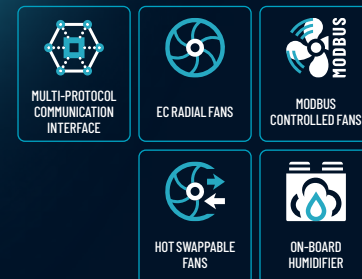 MODBUS
MULTI-PROTOCOL
COMMUNICATION
INTERFACE
EC RADIAL FANS
MODBUS
CONTROLLED FANS
HOT SWAPPABLE
FANS
ON-BOARD
HUMIDIFIER